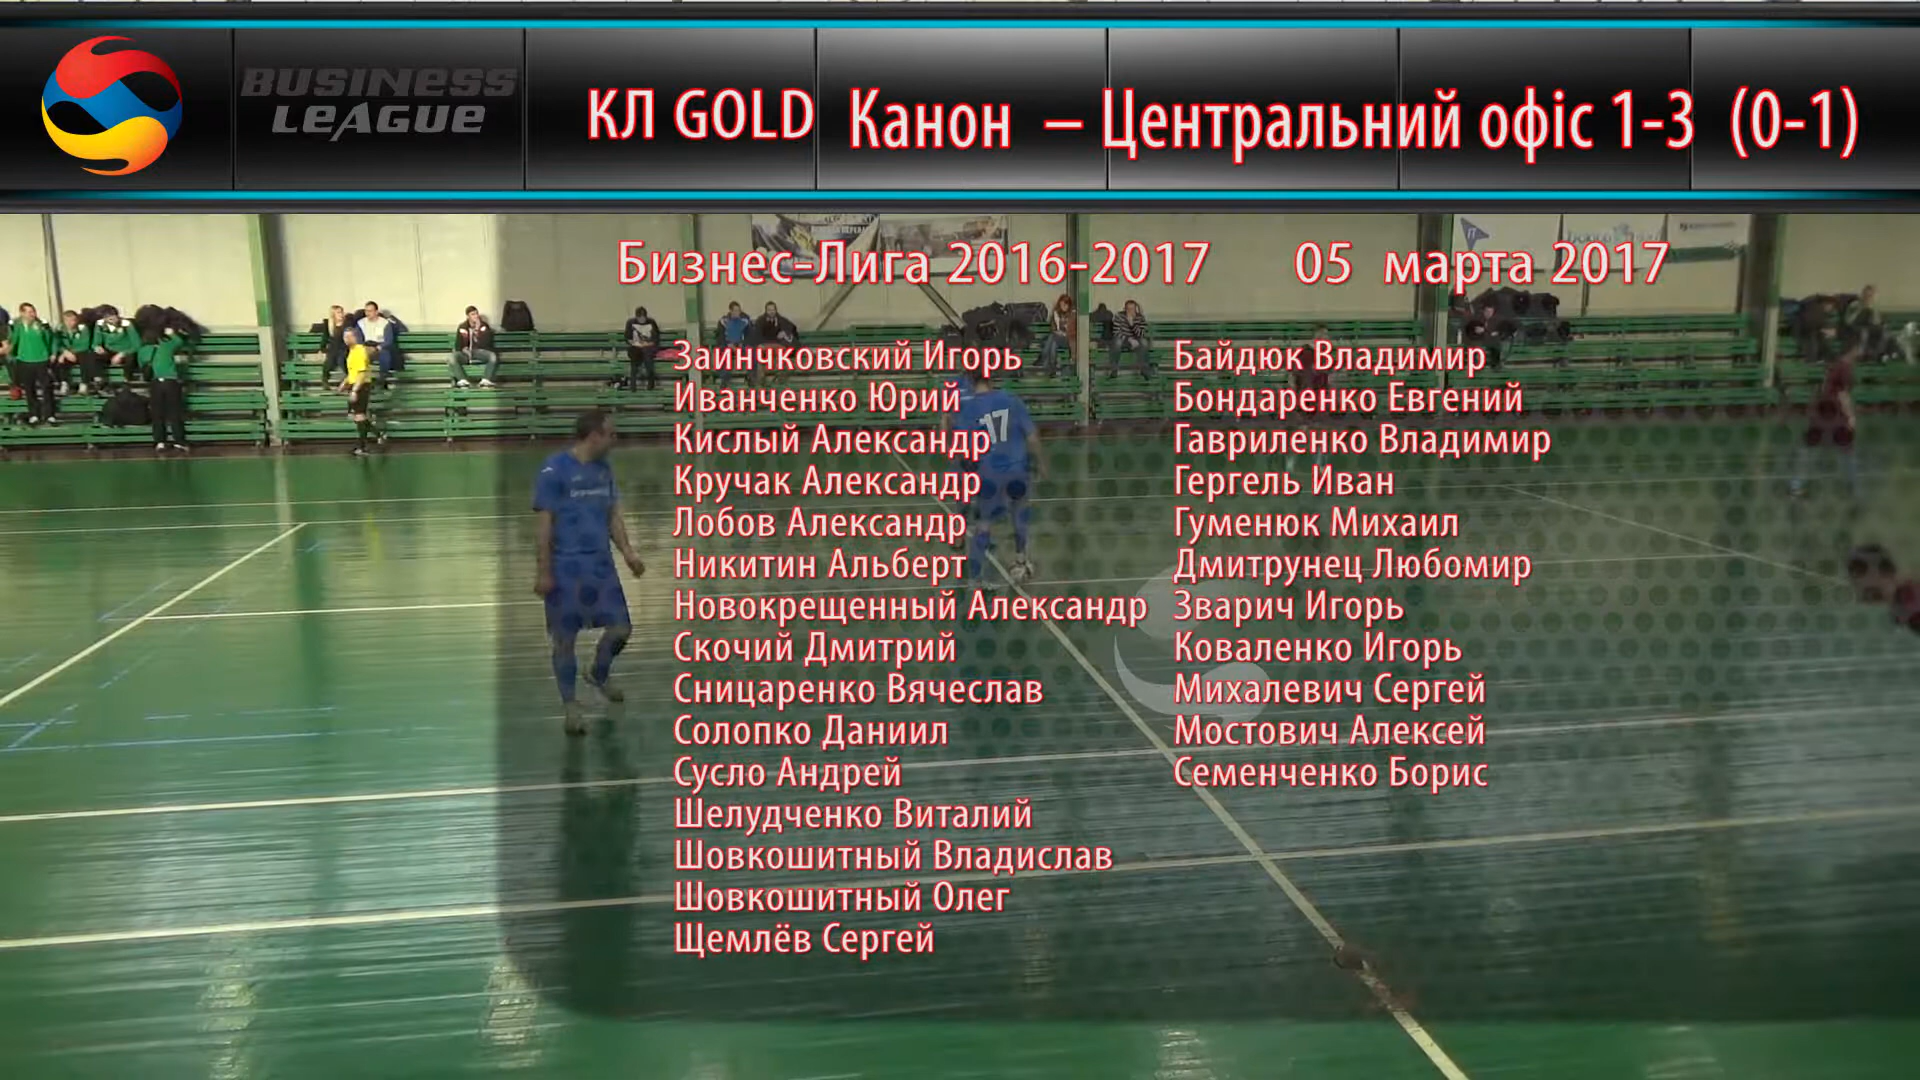 BUSINESS
LEAGUE
КЛ GOLD Канон – Центральний офіс 1-3 (0-1)
Бизнес-Лига 2016-2017 05 марта 2017
Заинчковский Игорь
Иванченко Юрий
Кислый Александр
Кручак Александр
Лобов Александр
Никитин Альберт
Новокрещенный Александр
Скочий Дмитрий
Сницаренко Вячеслав
Солопко Даниил
Сусло Андрей
Шелудченко Виталий
Шовкошитный Владислав
Шовкошитный Олег
Щемлёв Сергей
Байдюк Владимир
Бондаренко Евгений
Гавриленко Владимир
Гергель Иван
Гуменюк Михаил
Дмитрунец Любомир
Зварич Игорь
Коваленко Игорь
Михалевич Сергей
Мостович Алексей
Семенченко Борис
17